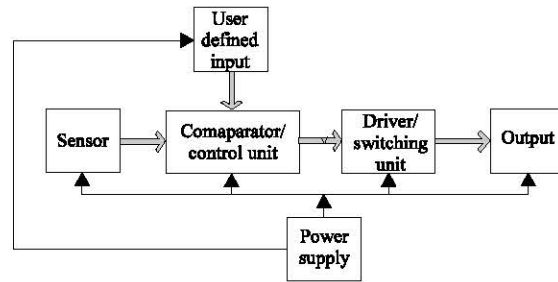 User
defined
input
Sensor
Comaparator/
control unit
Driver/
switching
unit
Output
Power
supply